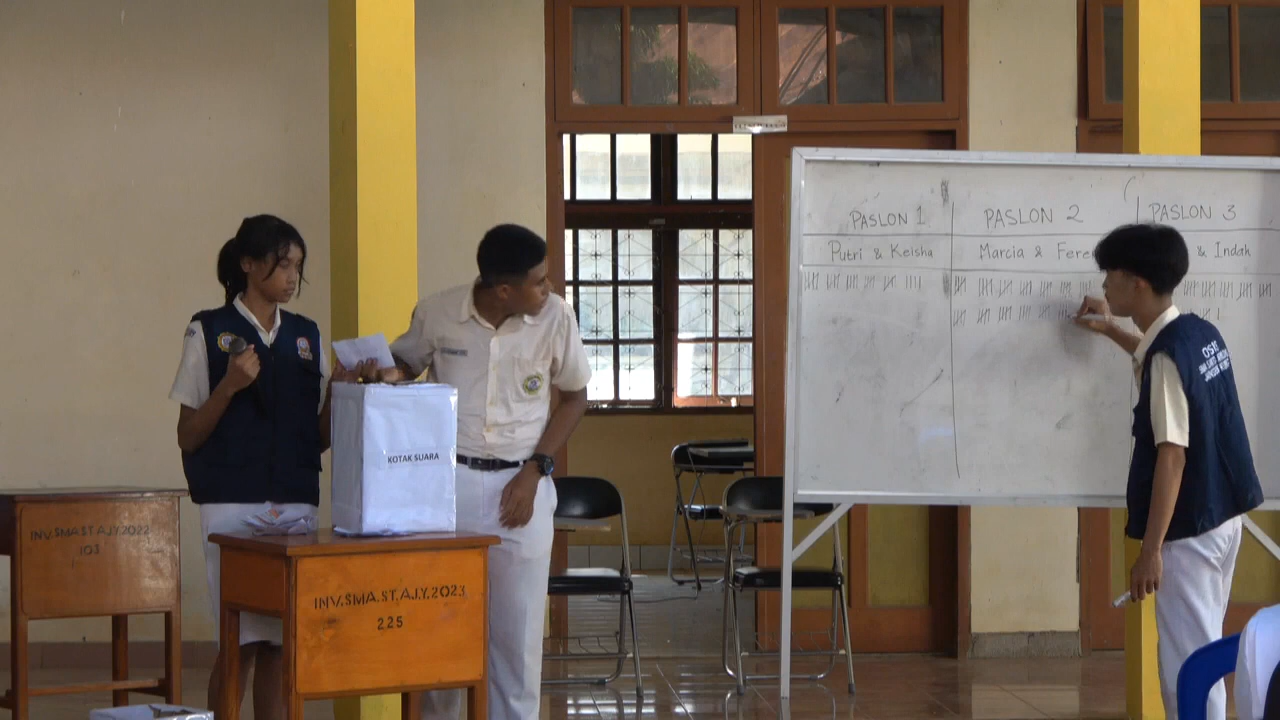 PASLON 1
PASLON 2
PASLON 3
Putri & Keisha
Marcia &
& Indah
KOTAK SUARA
INV.SMA.ST.A.J.Y.2022
103
INV.SMA.ST.A.J.Y.2023
225
OSIS